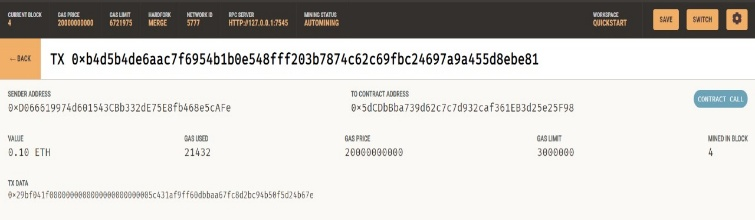 CURRENT BLOCK GAS PRICE GAS LIMIT HARDFORK NETWORK ID RPC SERVER MINING STATUS WORKSPACE
4 20000000000 6721975 MERGE 5777 HTTP://127.0.0.1:7545 AUTOMINING QUICKSTART SAVE SWITCH
← BACK TX 0×b4d5b4de6aac7f6954b1b0e548fff203b7874c62c69fbc24697a9a455d8ebe81
SENDER ADDRESS TO CONTRACT ADDRESS
0×D066619974d601543CBb332dE75E8fb468e5cAFe 0×5dCDbBba739d62c7c7d932caf361EB3d25e25F98 CONTRACT CALL
VALUE GAS USED GAS PRICE GAS LIMIT MINED IN BLOCK
0.10 ETH 21432 20000000000 3000000 4
TX DATA